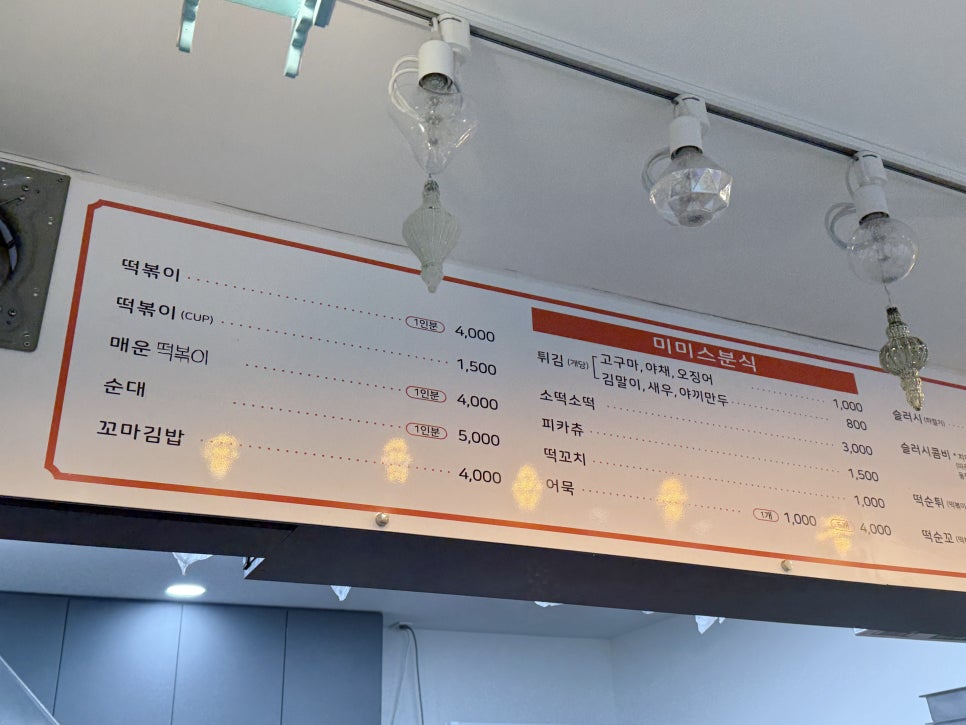 떡볶이 1인분 4,000
떡볶이 (CUP) 1,500
매운 떡볶이 1인분 4,000
순대 1인분 5,000
꼬마김밥 4,000
미미스분식
튀김 (개당) 고구마,야채,오징어 1,000
김말이,새우,야끼만두 800
소떡소떡 3,000
피카츄 1,500
떡꼬치 1,000
어묵 1개 1,000 4,000
슬러시
슬러시콤비
떡순튀
떡순꼬